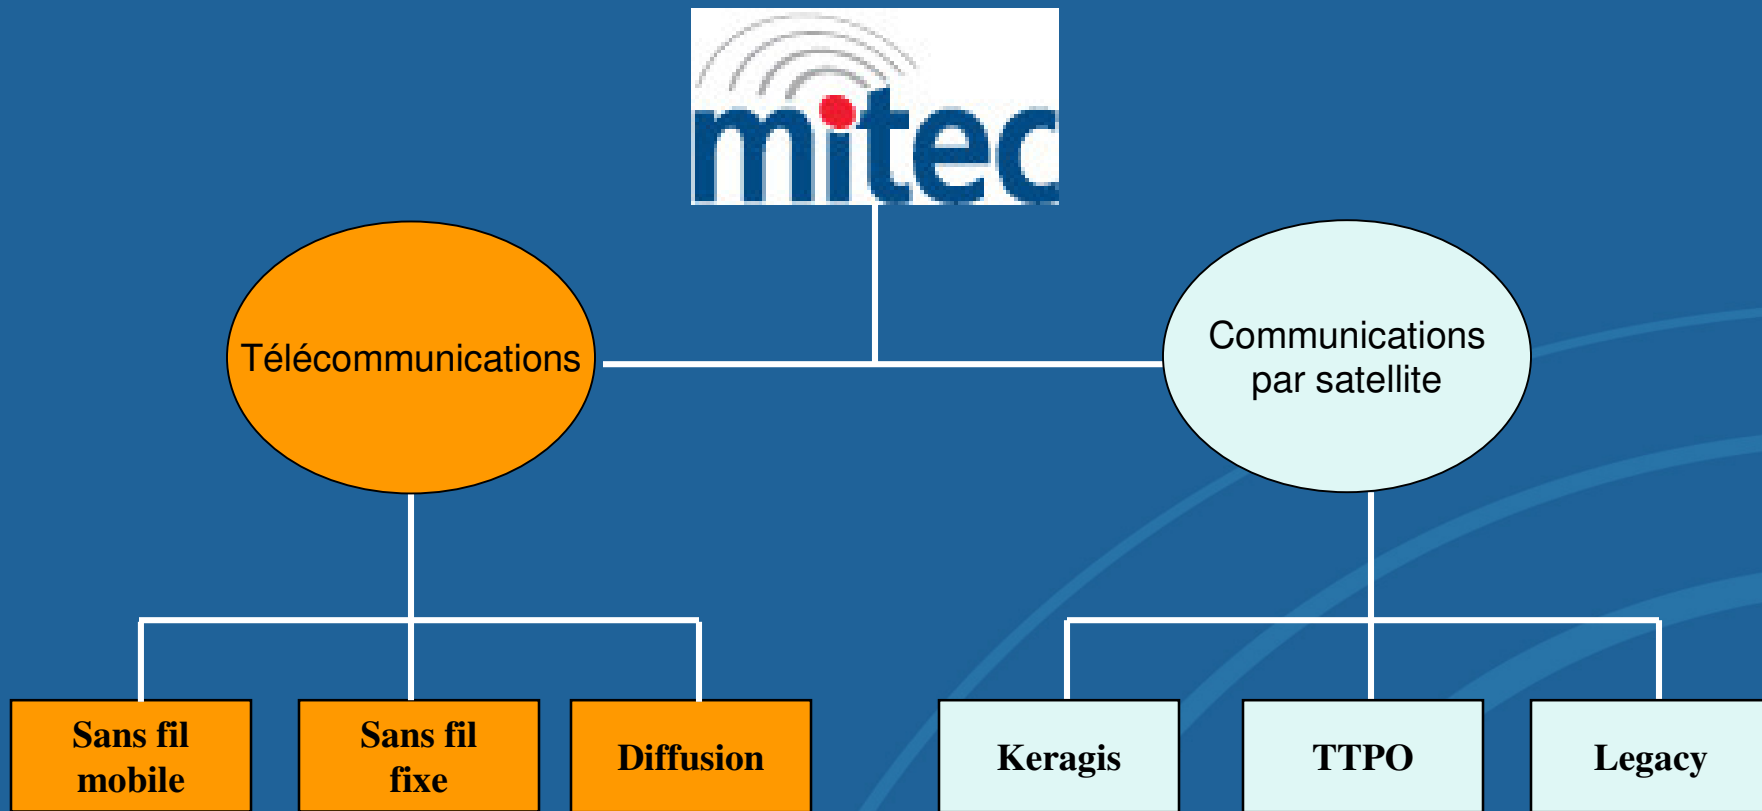 mitec
Télécommunications
Communications
par satellite
Sans fil
mobile
Sans fil
fixe
Diffusion
Keragis
TTPO
Legacy